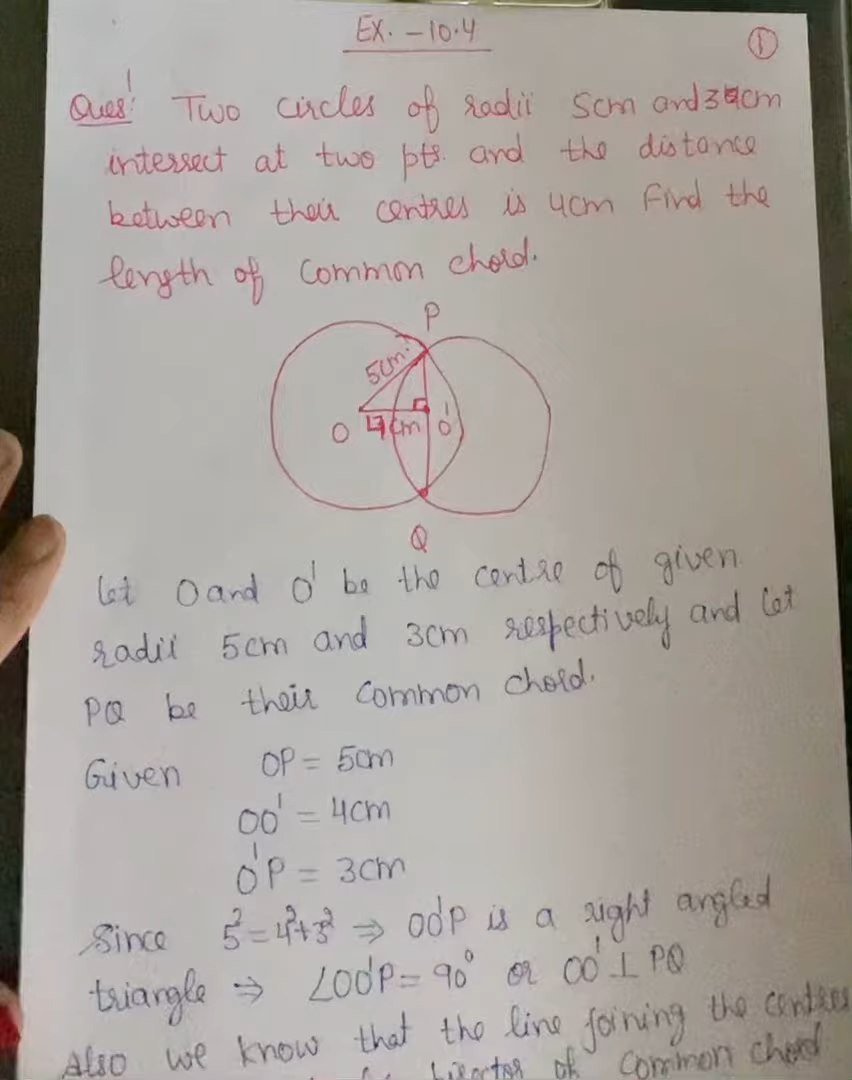 EX. - 10.4
1
Ques 1: Two circles of radii 5cm and 3cm
intersect at two pts. and the distance
between their centres is 4cm Find the
length of common chord.
P
5cm
O 4cm O'
Q
Let O and O' be the centre of given
radii 5cm and 3cm respectively and let
PQ be their common chord.
Given OP = 5cm
OO' = 4cm
O'P = 3cm
Since 5² = 4² + 3² ⇒ OO'P is a right angled
triangle ⇒ ∠OO'P = 90° or OO' ⊥ PQ
Also we know that the line joining the centres
bisector of common chord